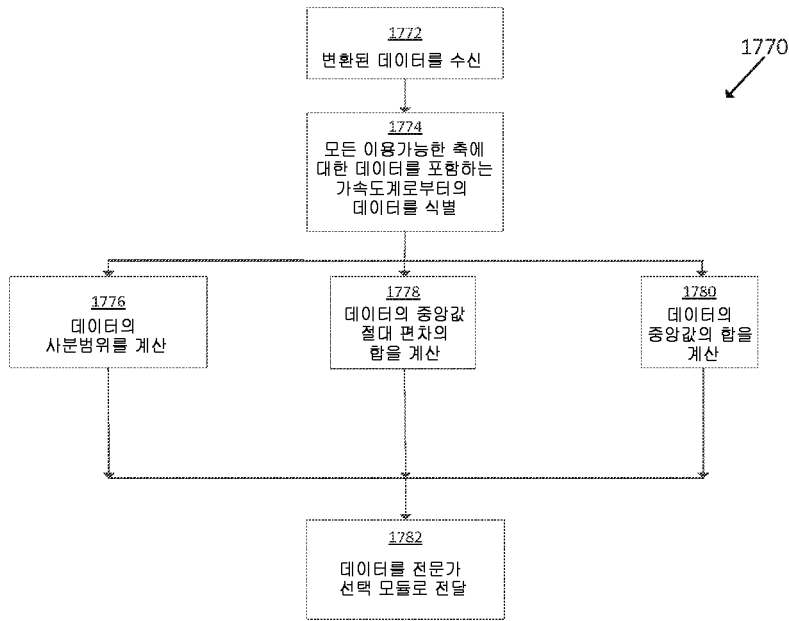 1772
변환된 데이터를 수신
1770
1774
모든 이용가능한 축에
대한 데이터를 포함하는
가속도계로부터의
데이터를 식별
1776
데이터의
사분범위를 계산
1778
데이터의 중앙값
절대 편차의
합을 계산
1780
데이터의
중앙값의 합을
계산
1782
데이터를 전문가
선택 모듈로 전달